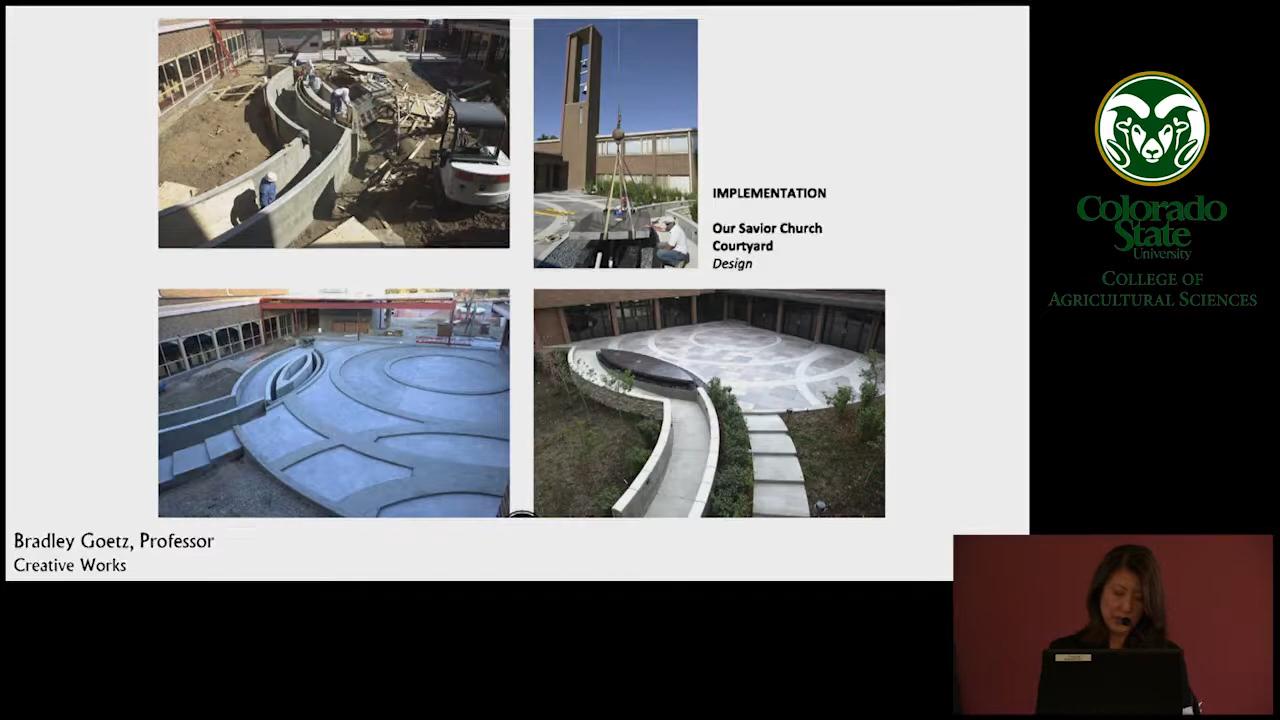 IMPLEMENTATION
Our Savior Church
Courtyard
Design
Bradley Goetz, Professor
Creative Works
Colorado
State
University
COLLEGE OF
AGRICULTURAL SCIENCES